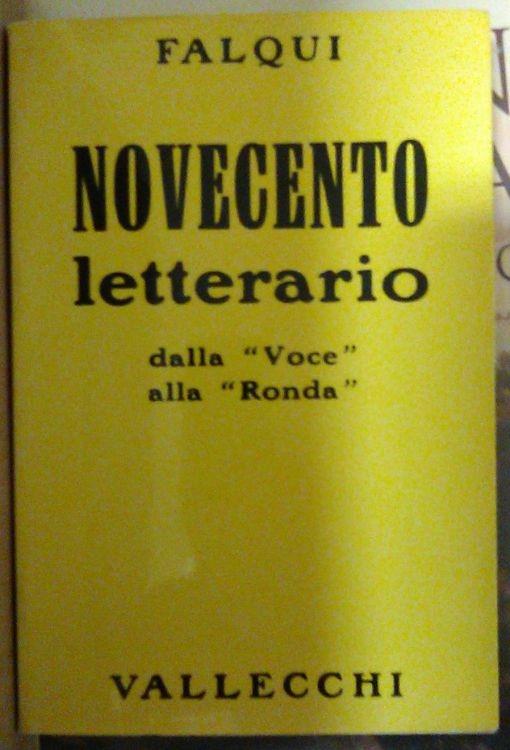 FALQUI
NOVECENTO
letterario
dalla "Voce"
alla "Ronda"
VALLECCHI